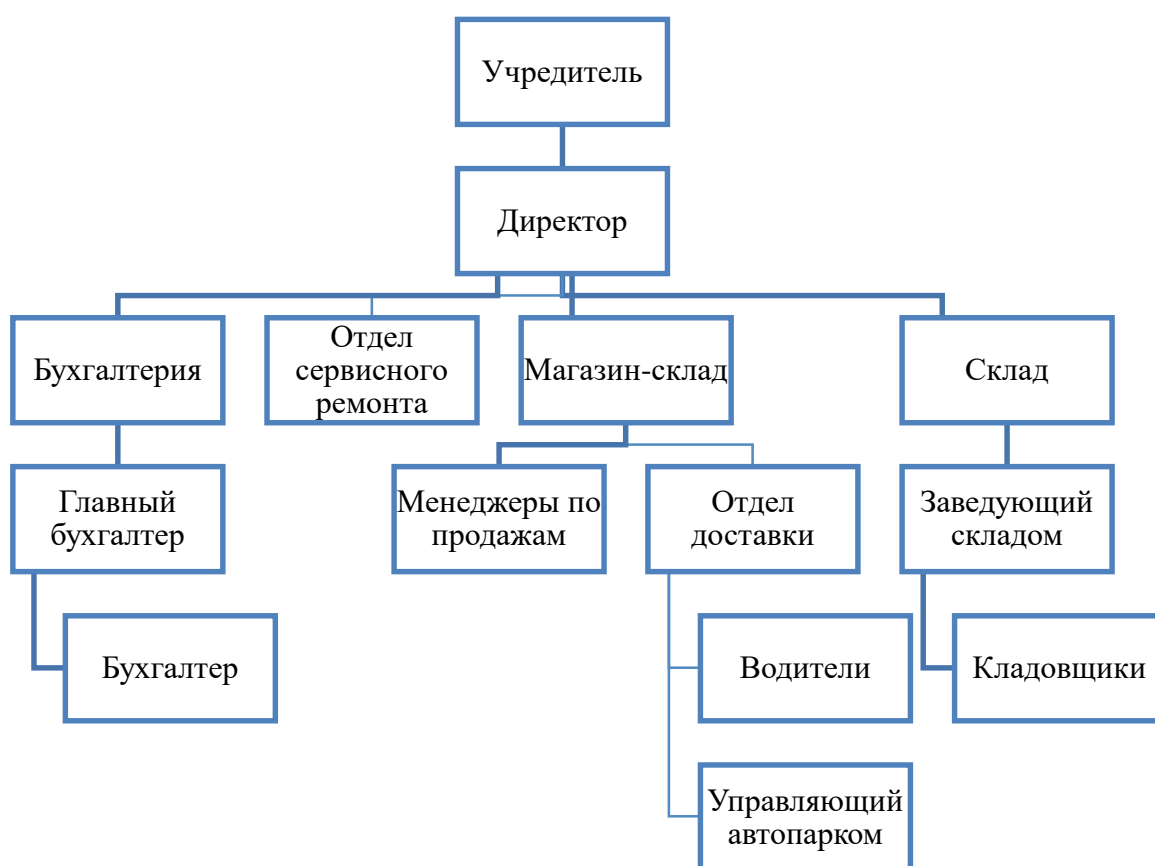 Учредитель
Директор
Бухгалтерия
Отдел
сервисного
ремонта
Магазин-склад
Склад
Главный
бухгалтер
Менеджеры по
продажам
Отдел
доставки
Заведующий
складом
Бухгалтер
Водители
Кладовщики
Управляющий
автопарком